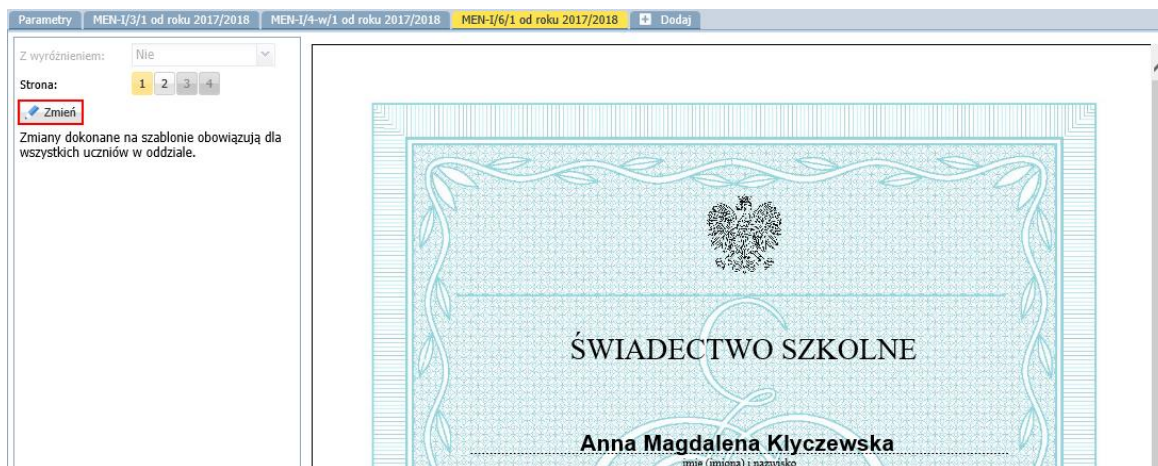 Parametry MEN-I/3/1 od roku 2017/2018 MEN-I/4-w/1 od roku 2017/2018 MEN-I/6/1 od roku 2017/2018 Dodaj
Z wyróżnieniem: Nie
Strona: 1 2 3 4
Zmień
Zmiany dokonane na szablonie obowiązują dla
wszystkich uczniów w oddziale.
ŚWIADECTWO SZKOLNE
Anna Magdalena Klyczewska
imię (imiona) i nazwisko